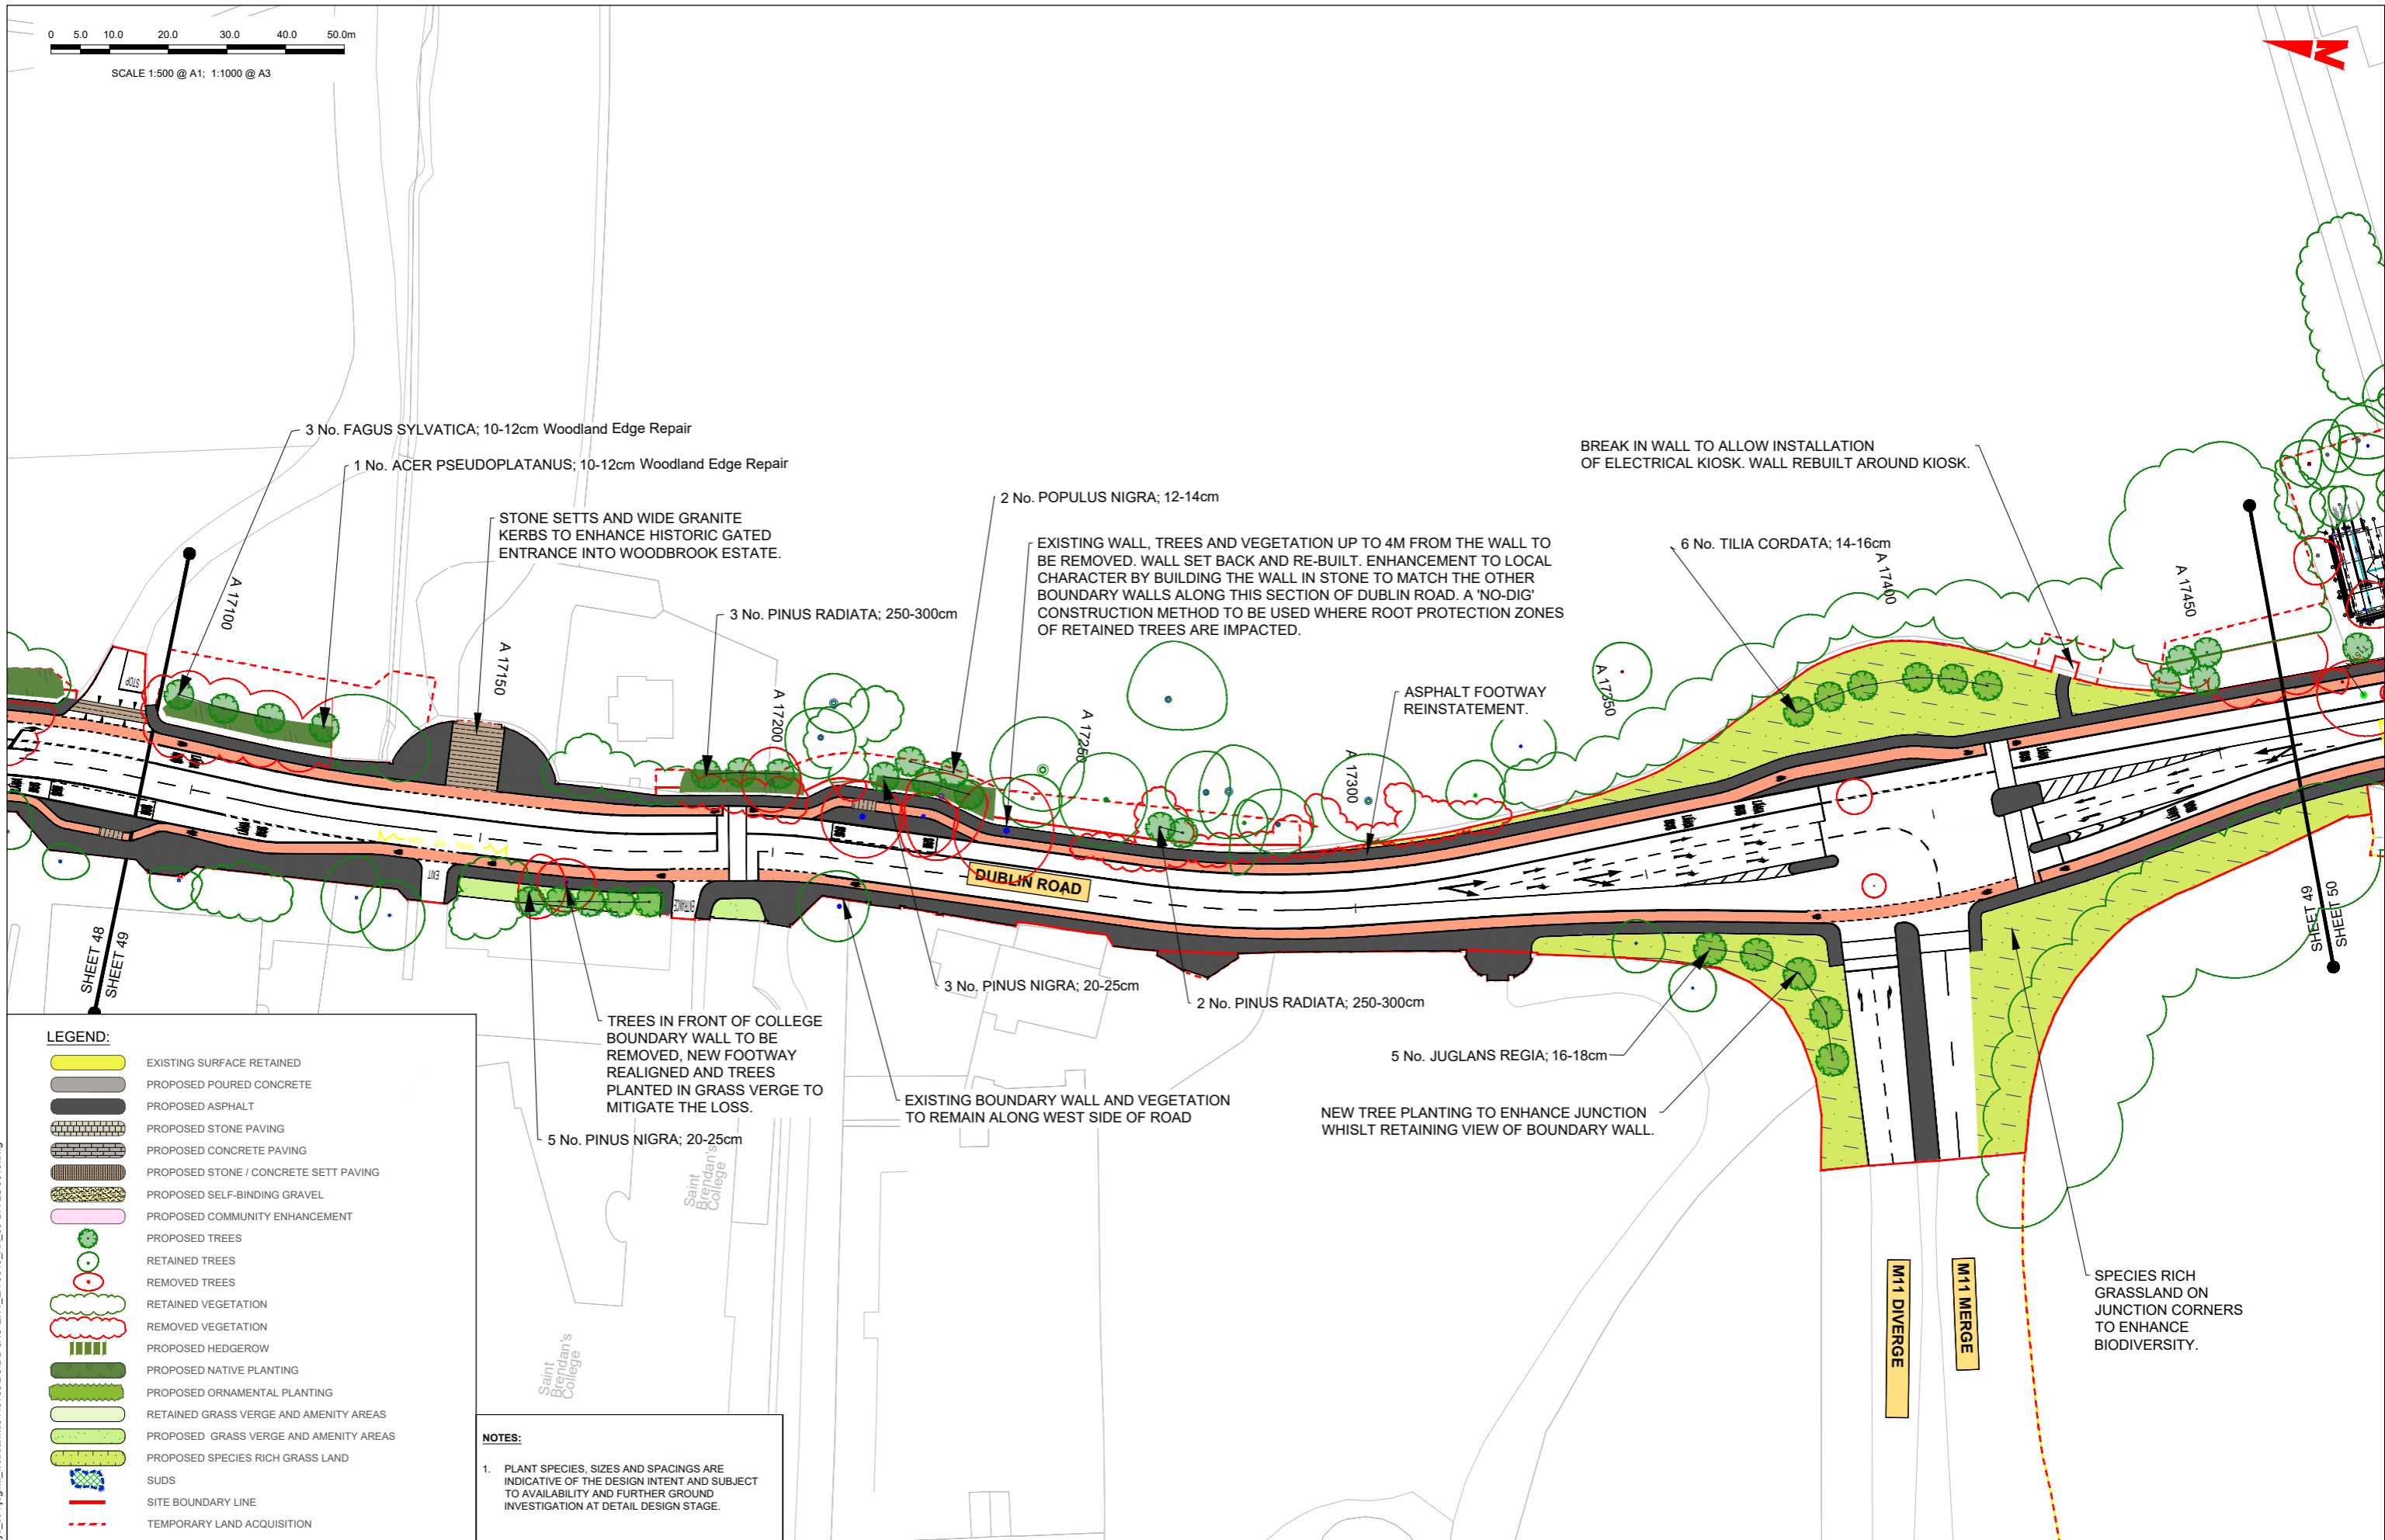 0 5.0 10.0 20.0 30.0 40.0 50.0m
SCALE 1:500 @ A1; 1:1000 @ A3
3 No. FAGUS SYLVATICA; 10-12cm Woodland Edge Repair
1 No. ACER PSEUDOPLATANUS; 10-12cm Woodland Edge Repair
STONE SETTS AND WIDE GRANITE
KERBS TO ENHANCE HISTORIC GATED
ENTRANCE INTO WOODBROOK ESTATE.
2 No. POPULUS NIGRA; 12-14cm
EXISTING WALL, TREES AND VEGETATION UP TO 4M FROM THE WALL TO
BE REMOVED. WALL SET BACK AND RE-BUILT. ENHANCEMENT TO LOCAL
CHARACTER BY BUILDING THE WALL IN STONE TO MATCH THE OTHER
BOUNDARY WALLS ALONG THIS SECTION OF DUBLIN ROAD. A 'NO-DIG'
CONSTRUCTION METHOD TO BE USED WHERE ROOT PROTECTION ZONES
OF RETAINED TREES ARE IMPACTED.
BREAK IN WALL TO ALLOW INSTALLATION
OF ELECTRICAL KIOSK. WALL REBUILT AROUND KIOSK.
6 No. TILIA CORDATA; 14-16cm
3 No. PINUS RADIATA; 250-300cm
ASPHALT FOOTWAY
REINSTATEMENT.
A 17100
A 17150
A 17200
A 17250
A 17300
A 17350
A 17400
A 17450
STOP
EXIT
ENTRANCE
DUBLIN ROAD
SHEET 48
SHEET 49
SHEET 49
SHEET 50
3 No. PINUS NIGRA; 20-25cm
2 No. PINUS RADIATA; 250-300cm
TREES IN FRONT OF COLLEGE
BOUNDARY WALL TO BE
REMOVED, NEW FOOTWAY
REALIGNED AND TREES
PLANTED IN GRASS VERGE TO
MITIGATE THE LOSS.
5 No. PINUS NIGRA; 20-25cm
EXISTING BOUNDARY WALL AND VEGETATION
TO REMAIN ALONG WEST SIDE OF ROAD
5 No. JUGLANS REGIA; 16-18cm
NEW TREE PLANTING TO ENHANCE JUNCTION
WHISLT RETAINING VIEW OF BOUNDARY WALL.
SPECIES RICH
GRASSLAND ON
JUNCTION CORNERS
TO ENHANCE
BIODIVERSITY.
M11 DIVERGE
M11 MERGE
Saint
Brendan's
College
Saint
Brendan's
College
LEGEND:
EXISTING SURFACE RETAINED
PROPOSED POURED CONCRETE
PROPOSED ASPHALT
PROPOSED STONE PAVING
PROPOSED CONCRETE PAVING
PROPOSED STONE / CONCRETE SETT PAVING
PROPOSED SELF-BINDING GRAVEL
PROPOSED COMMUNITY ENHANCEMENT
PROPOSED TREES
RETAINED TREES
REMOVED TREES
RETAINED VEGETATION
REMOVED VEGETATION
PROPOSED HEDGEROW
PROPOSED NATIVE PLANTING
PROPOSED ORNAMENTAL PLANTING
RETAINED GRASS VERGE AND AMENITY AREAS
PROPOSED GRASS VERGE AND AMENITY AREAS
PROPOSED SPECIES RICH GRASS LAND
SUDS
SITE BOUNDARY LINE
TEMPORARY LAND ACQUISITION
NOTES:
1. PLANT SPECIES, SIZES AND SPACINGS ARE
INDICATIVE OF THE DESIGN INTENT AND SUBJECT
TO AVAILABILITY AND FURTHER GROUND
INVESTIGATION AT DETAIL DESIGN STAGE.